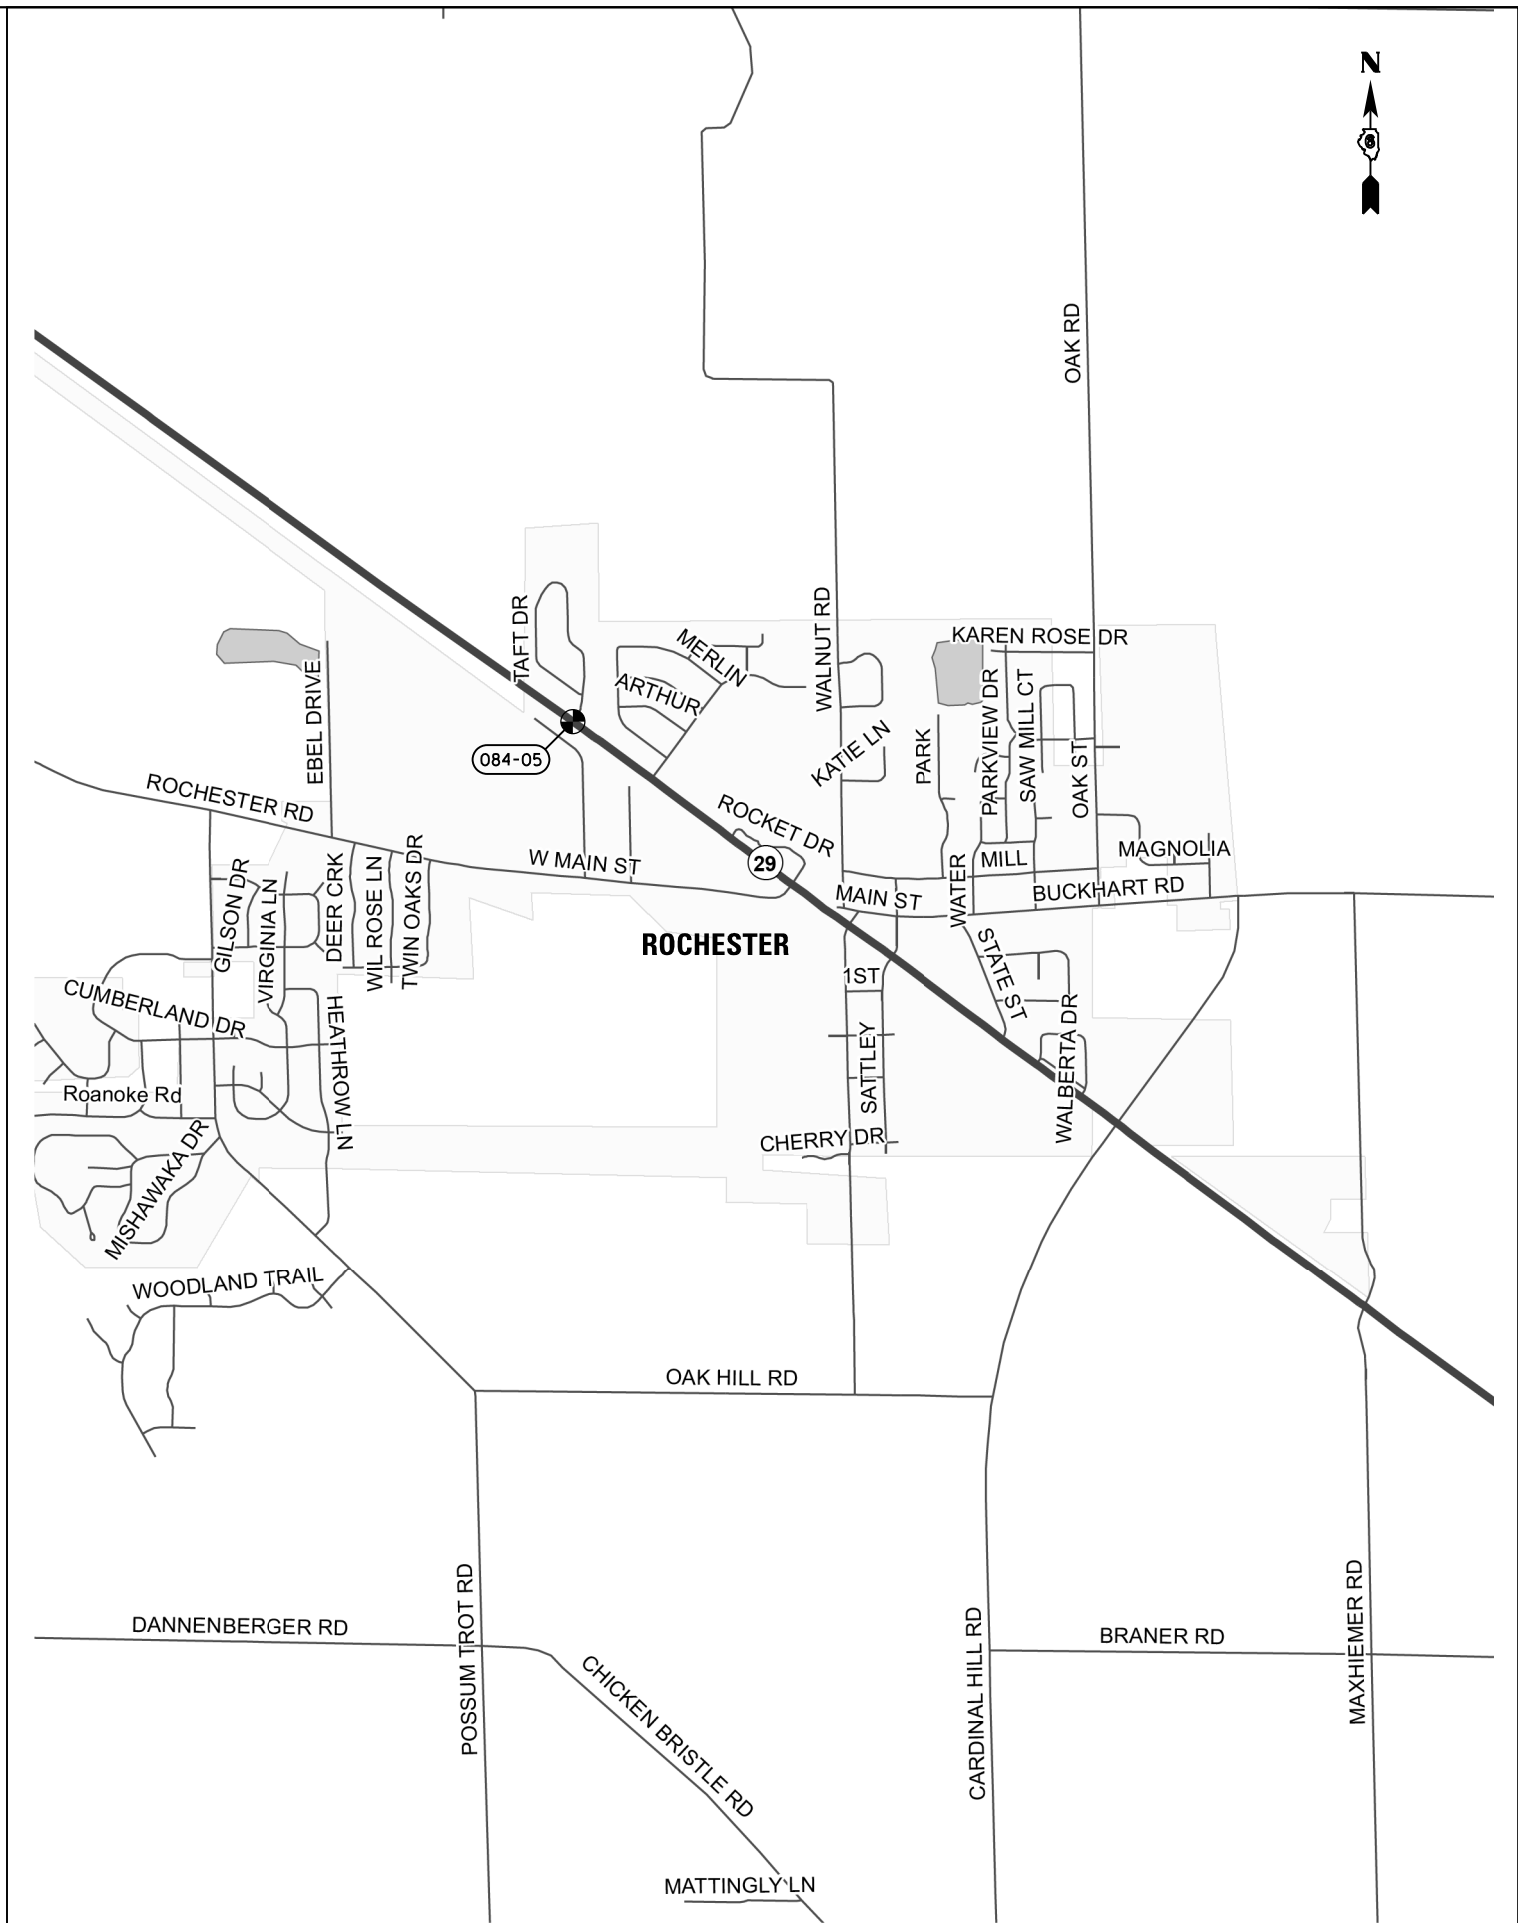 N
6
OAK RD
TAFT DR
MERLIN
WALNUT RD
KAREN ROSE DR
ARTHUR
EBEL DRIVE
PARKVIEW DR
SAW MILL CT
084-05
KATIE LN
PARK
OAK ST
ROCHESTER RD
ROCKET DR
29
W MAIN ST
MILL
MAGNOLIA
MAIN ST
WATER
BUCKHART RD
GILSON DR
VIRGINIA LN
DEER CRK
WIL ROSE LN
TWIN OAKS DR
ROCHESTER
STATE ST
1ST
CUMBERLAND DR
HEATHROW LN
SATTLEY
WALBERTA DR
Roanoke Rd
CHERRY DR
MISHAWAKA DR
WOODLAND TRAIL
OAK HILL RD
DANNENBERGER RD
POSSUM TROT RD
CHICKEN BRISTLE RD
CARDINAL HILL RD
BRANER RD
MAXHIEMER RD
MATTINGLY LN